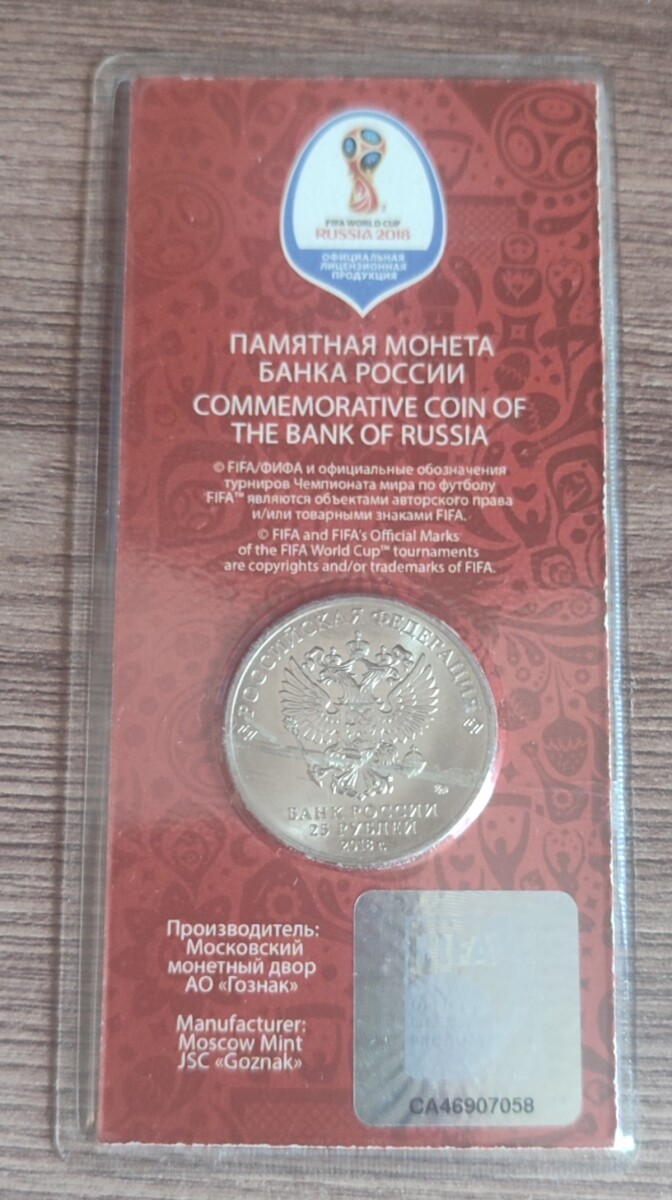 FIFA WORLD CUP
RUSSIA 2018
ОФИЦИАЛЬНАЯ
ЛИЦЕНЗИОННАЯ
ПРОДУКЦИЯ
ПАМЯТНАЯ МОНЕТА
БАНКА РОССИИ
COMMEMORATIVE COIN OF
THE BANK OF RUSSIA
© FIFA/ФИФА и официальные обозначения
турниров Чемпионата мира по футболу
FIFA™ являются объектами авторского права
и/или товарными знаками FIFA.
© FIFA and FIFA's Official Marks
of the FIFA World Cup™ tournaments
are copyrights and/or trademarks of FIFA.
РОССИЙСКАЯ ФЕДЕРАЦИЯ
БАНК РОССИИ
25 РУБЛЕЙ
2018 г.
Производитель:
Московский
монетный двор
АО «Гознак»
Manufacturer:
Moscow Mint
JSC «Goznak»
FIFA
CA46907058